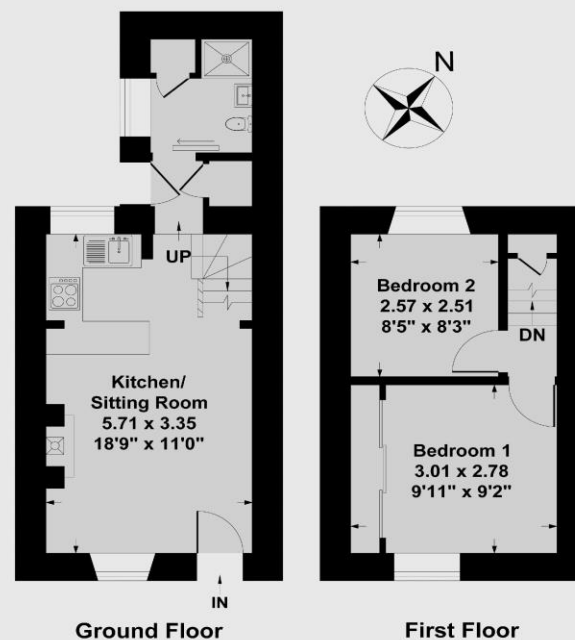 N
UP
Kitchen/
Sitting Room
5.71 x 3.35
18'9" x 11'0"
IN
Ground Floor
Bedroom 2
2.57 x 2.51
8'5" x 8'3"
DN
Bedroom 1
3.01 x 2.78
9'11" x 9'2"
First Floor